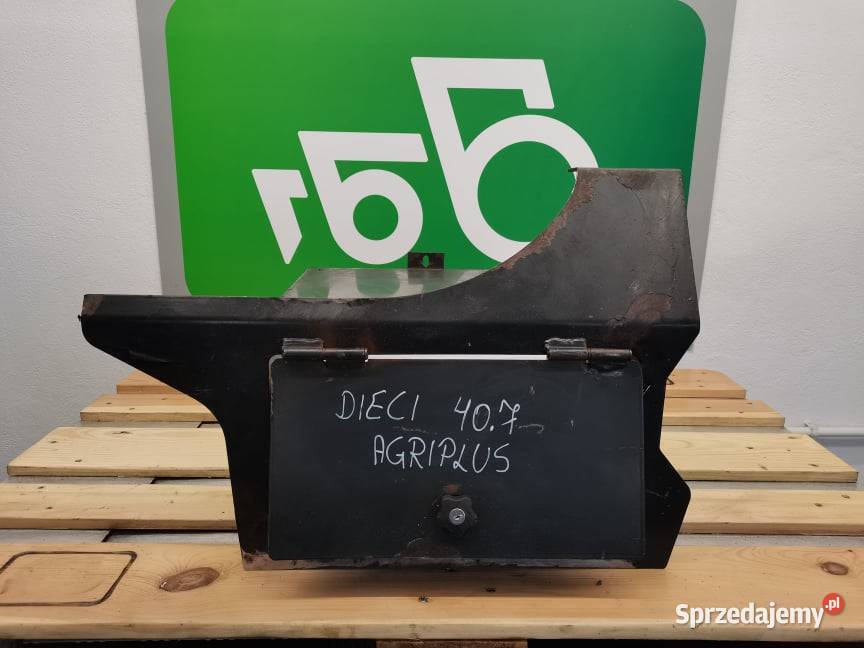 DIECI 40.7
AGRIPLUS
Sprzedajemy.pl